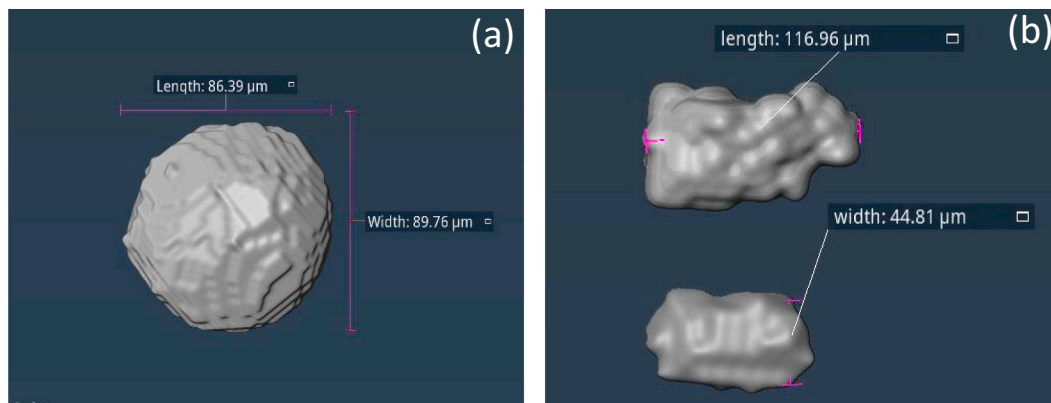 (a)
Length: 86.39 µm
Width: 89.76 µm
(b)
length: 116.96 µm
width: 44.81 µm